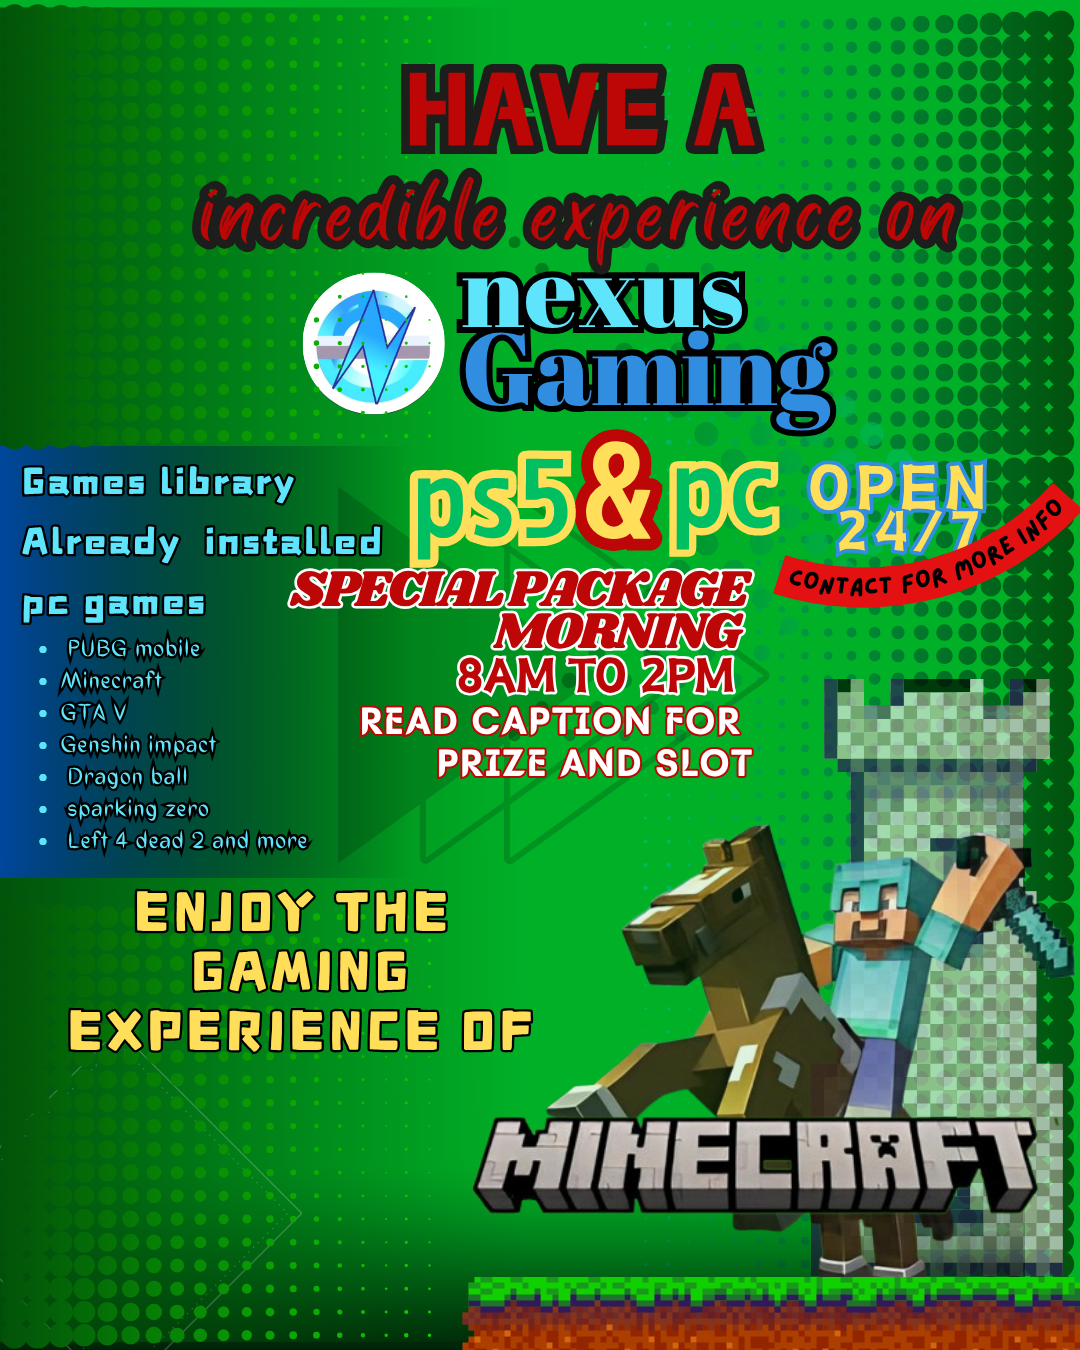 HAVE A
incredible experience on
N
nexus
Gaming
Games library
Already installed
pc games
• PUBG mobile
• Minecraft
• GTA V
• Genshin impact
• Dragon ball
• sparking zero
• Left 4 dead 2 and more
ps5 & pc
OPEN
24/7
CONTACT FOR MORE INFO
SPECIAL PACKAGE
MORNING
8AM TO 2PM
READ CAPTION FOR
PRIZE AND SLOT
ENJOY THE
GAMING
EXPERIENCE OF
MINECRAFT